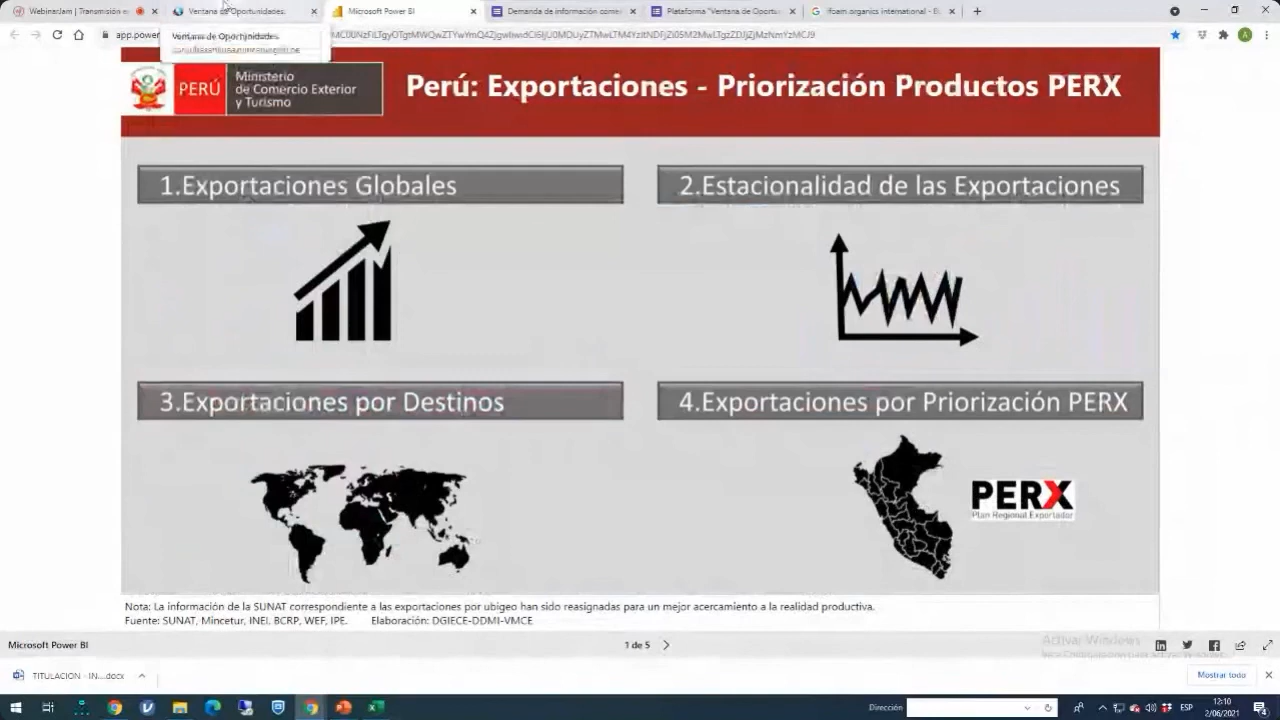 WebinarJam | Transmisión en
Ventana de Oportunidades.
Microsoft Power BI
Demanda de información comer
Plataforma "Ventana de Oportun
ifoam.organics international - Bu
app.power
Ventana de Oportunidades.
PERÚ
Ministerio
de Comercio Exterior
y Turismo
Perú: Exportaciones - Priorización Productos PERX
1.Exportaciones Globales
2.Estacionalidad de las Exportaciones
3.Exportaciones por Destinos
4.Exportaciones por Priorización PERX
PERX
Plan Regional Exportador
Nota: La información de la SUNAT correspondiente a las exportaciones por ubigeo han sido reasignadas para un mejor acercamiento a la realidad productiva.
Fuente: SUNAT, Mincetur, INEI, BCRP, WEF, IPE. Elaboración: DGIECE-DDMI-VMCE
Microsoft Power BI
1 de 5
Activar Windows
TITULACION - IN....docx
Mostrar todo
Dirección
ESP
12:10
2/06/2021